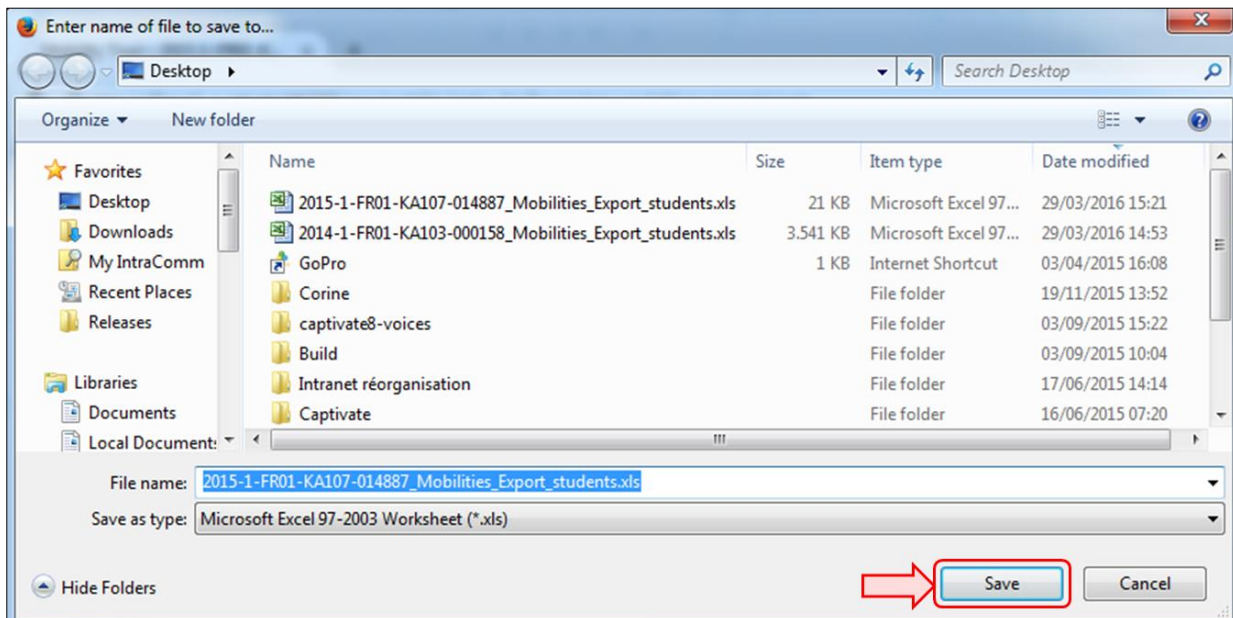 Enter name of file to save to...
Desktop
Search Desktop
Organize
New folder
Favorites
Desktop
Downloads
My IntraComm
Recent Places
Releases
Libraries
Documents
Local Document
Name Size Item type Date modified
2015-1-FR01-KA107-014887_Mobilities_Export_students.xls 21 KB Microsoft Excel 97... 29/03/2016 15:21
2014-1-FR01-KA103-000158_Mobilities_Export_students.xls 3.541 KB Microsoft Excel 97... 29/03/2016 14:53
GoPro 1 KB Internet Shortcut 03/04/2015 16:08
Corine File folder 19/11/2015 13:52
captivate8-voices File folder 03/09/2015 15:22
Build File folder 03/09/2015 10:04
Intranet réorganisation File folder 17/06/2015 14:14
Captivate File folder 16/06/2015 07:20
File name: 2015-1-FR01-KA107-014887_Mobilities_Export_students.xls
Save as type: Microsoft Excel 97-2003 Worksheet (*.xls)
Hide Folders
Save
Cancel